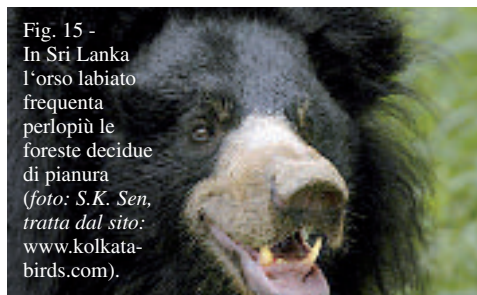 Fig. 15 -
In Sri Lanka
l‘orso labiato
frequenta
perlopiù le
foreste decidue
di pianura
(foto: S.K. Sen,
tratta dal sito:
www.kolkata-
birds.com).